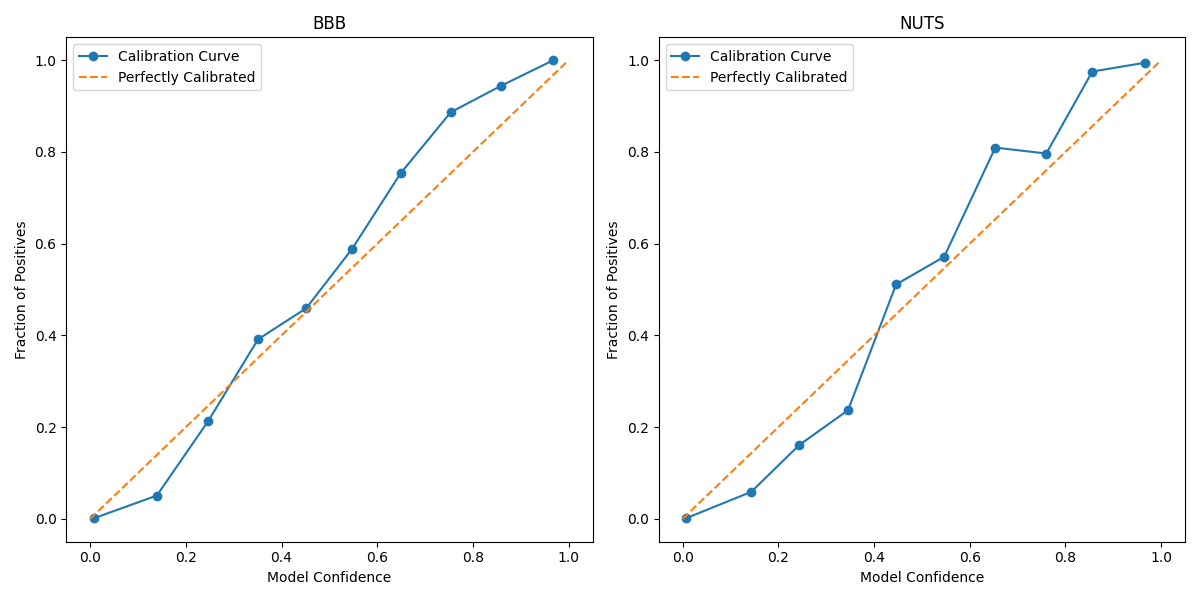 BBB
Calibration Curve
Perfectly Calibrated
1.0
0.8
0.6
0.4
0.2
0.0
Fraction of Positives
0.0 0.2 0.4 0.6 0.8 1.0
Model Confidence
NUTS
Calibration Curve
Perfectly Calibrated
1.0
0.8
0.6
0.4
0.2
0.0
Fraction of Positives
0.0 0.2 0.4 0.6 0.8 1.0
Model Confidence